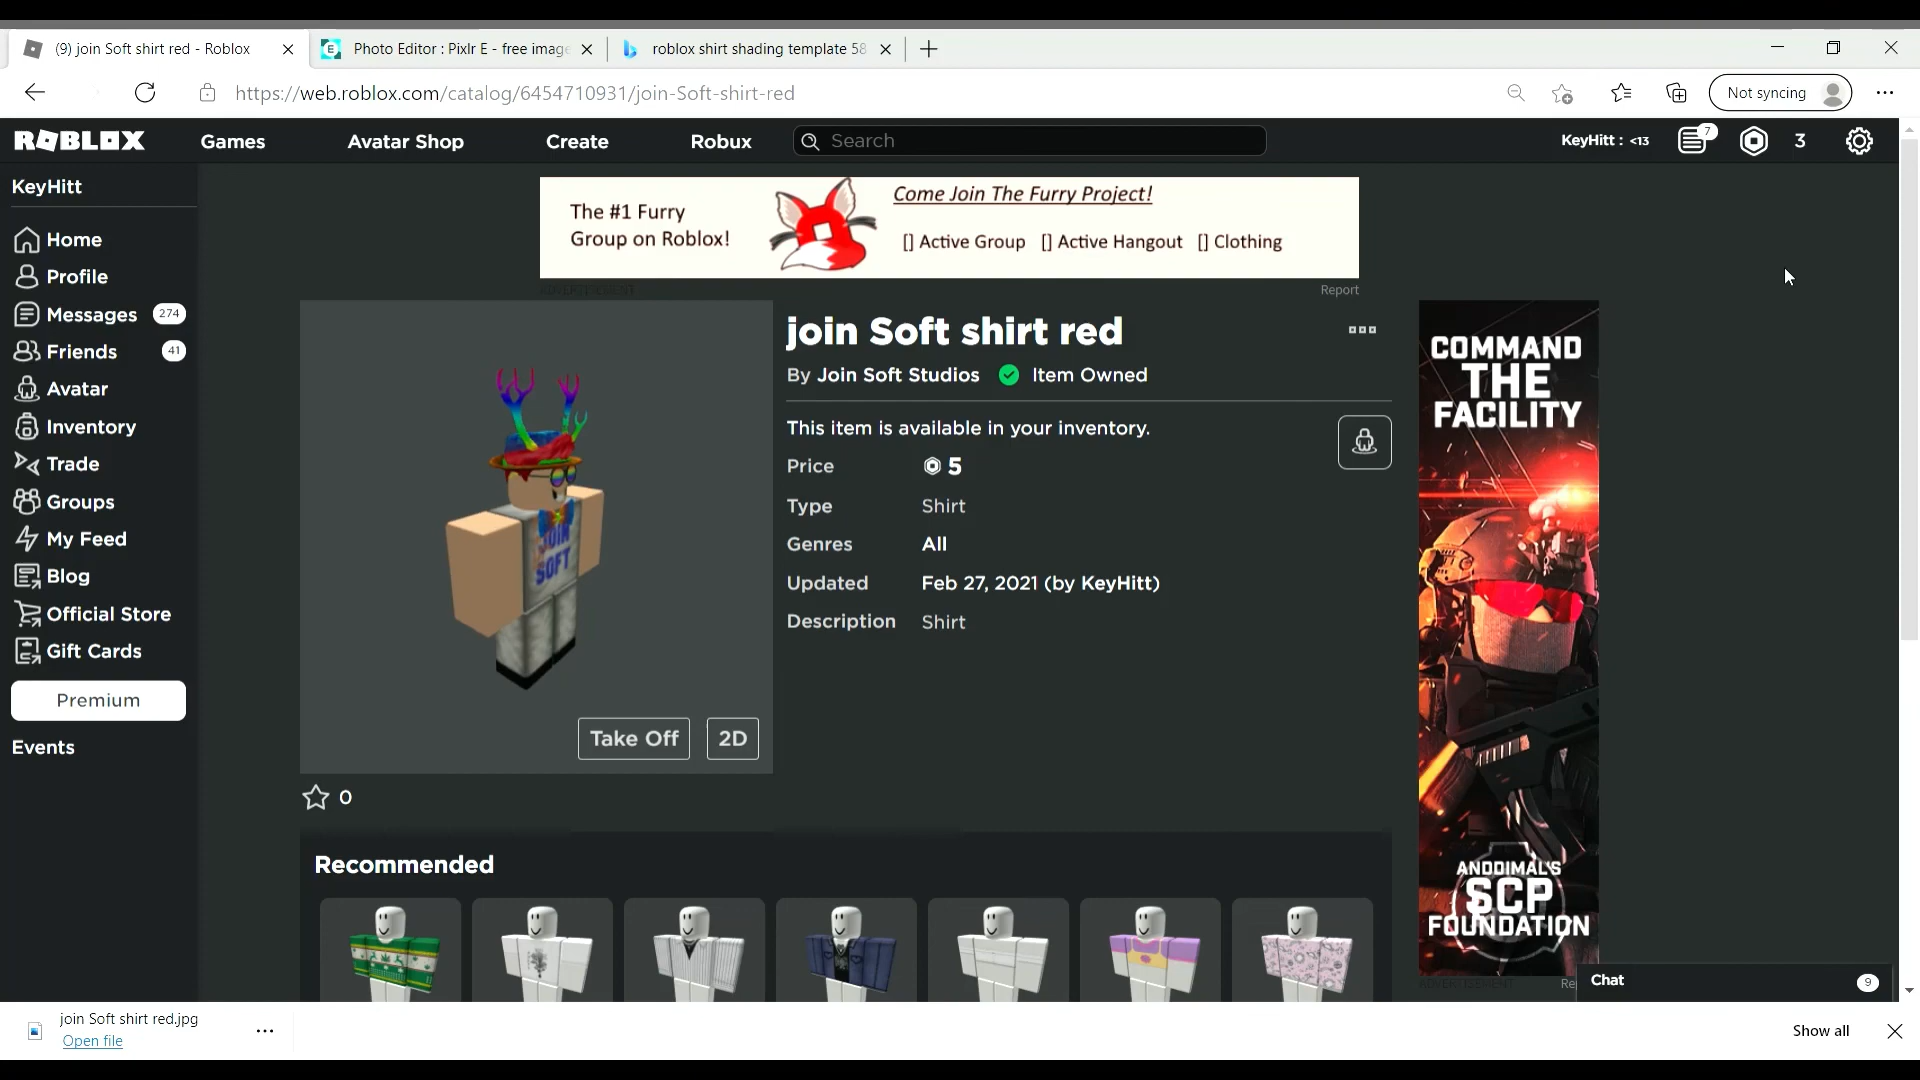 (9) join Soft shirt red - Roblox
Photo Editor : Pixlr E - free image
roblox shirt shading template 58
https://web.roblox.com/catalog/6454710931/join-Soft-shirt-red
Not syncing
ROBLOX
Games
Avatar Shop
Create
Robux
Search
KeyHitt : <13
7
3
KeyHitt
Home
Profile
Messages 274
Friends 41
Avatar
Inventory
Trade
Groups
My Feed
Blog
Official Store
Gift Cards
Premium
Events
The #1 Furry
Group on Roblox!
Come Join The Furry Project!
[] Active Group [] Active Hangout [] Clothing
ADVERTISEMENT
Report
JOIN
SOFT
Take Off
2D
0
join Soft shirt red
By Join Soft Studios Item Owned
This item is available in your inventory.
Price 5
Type Shirt
Genres All
Updated Feb 27, 2021 (by KeyHitt)
Description Shirt
COMMAND
THE
FACILITY
ANDDIMAL'S
SCP
FOUNDATION
ADVERTISEMENT
Re
Recommended
Chat 9
join Soft shirt red.jpg
Open file
Show all